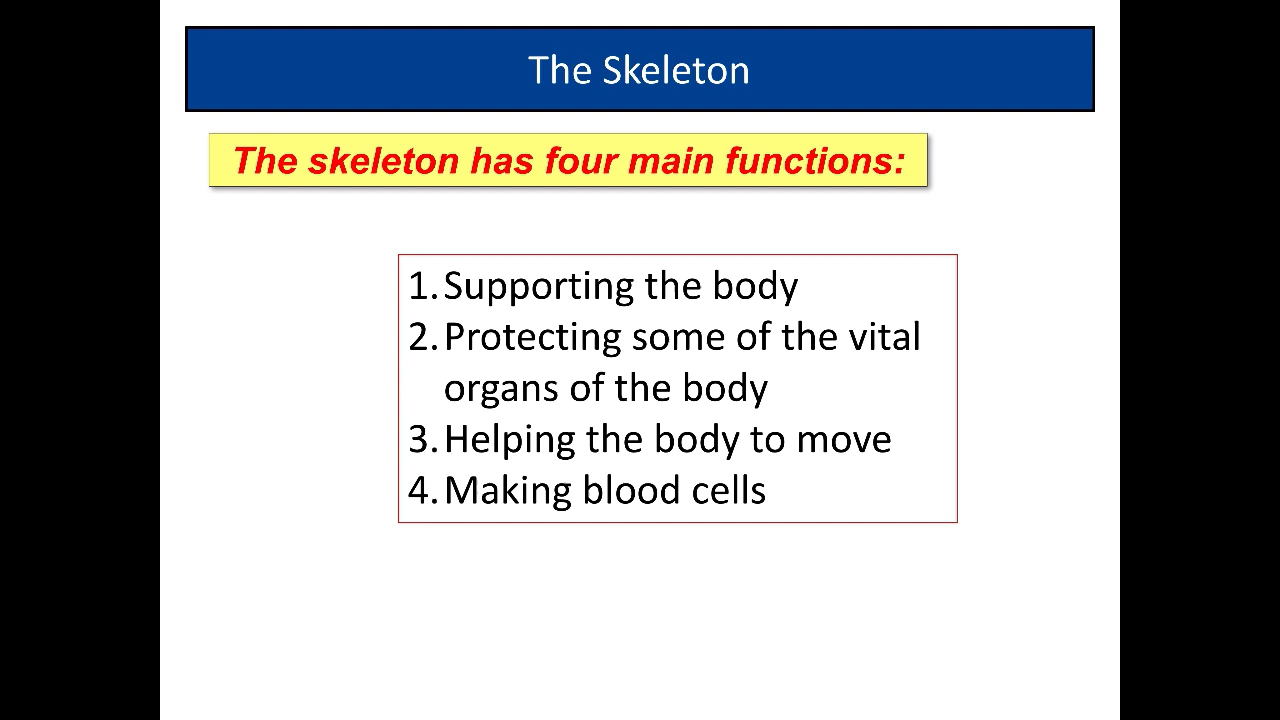 The Skeleton
The skeleton has four main functions:
1. Supporting the body
2. Protecting some of the vital
organs of the body
3. Helping the body to move
4. Making blood cells